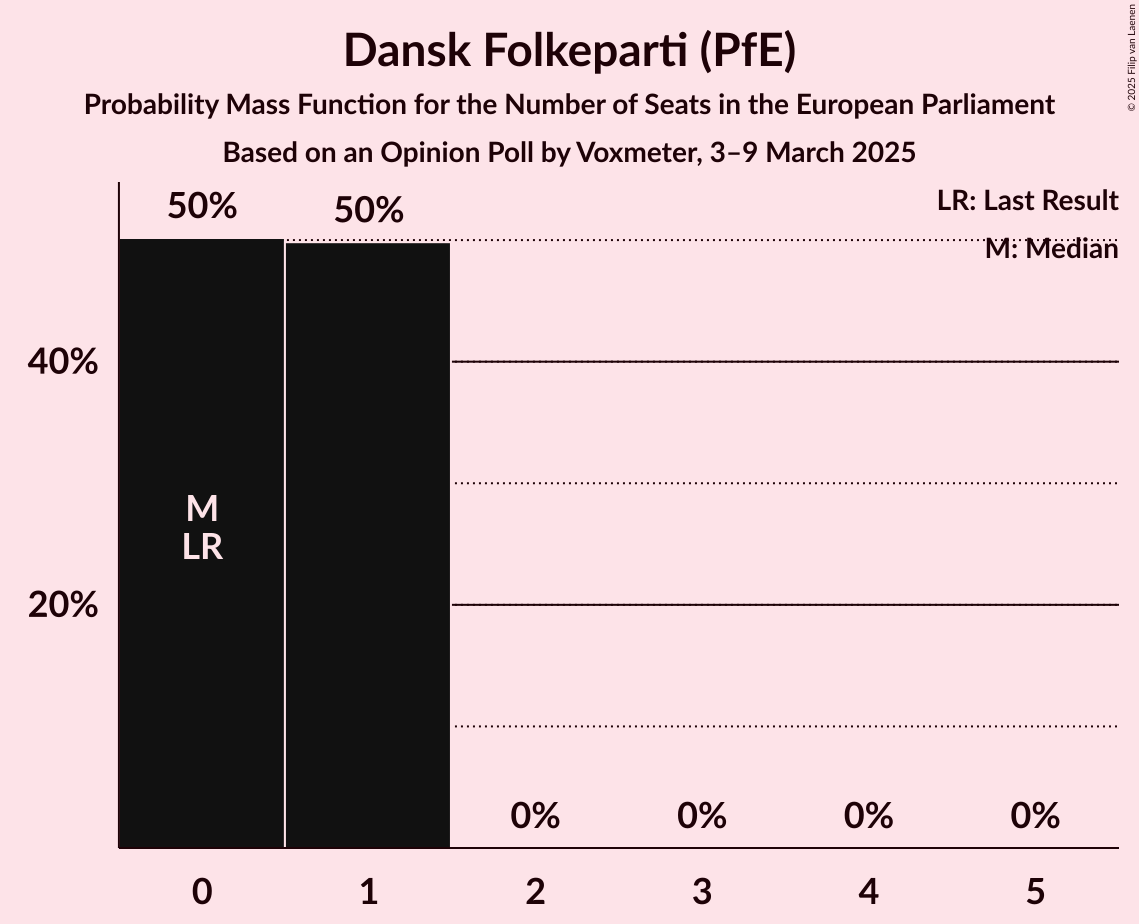 Dansk Folkeparti (PfE)
Probability Mass Function for the Number of Seats in the European Parliament
Based on an Opinion Poll by Voxmeter, 3–9 March 2025
© 2025 Filip van Laenen
LR: Last Result
M: Median
50%
50%
40%
M
LR
20%
0%
0%
0%
0%
0
1
2
3
4
5